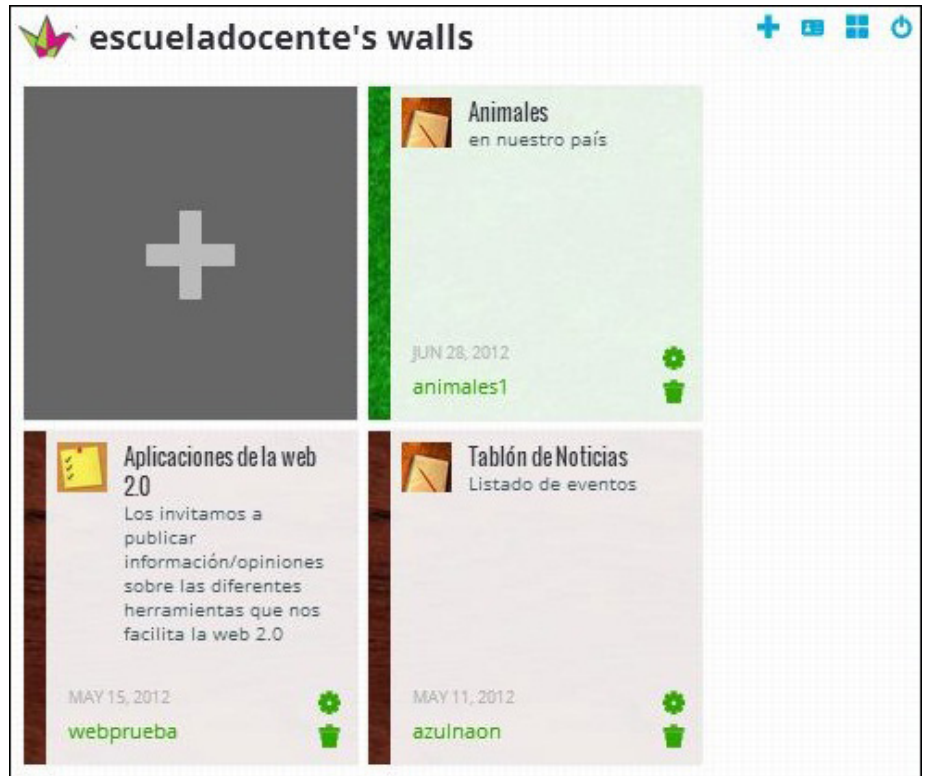 escueladocente's walls
Animales
en nuestro país
JUN 28, 2012
animales1
Aplicaciones de la web
2.0
Los invitamos a
publicar
información/opiniones
sobre las diferentes
herramientas que nos
facilita la web 2.0
MAY 15, 2012
webprueba
Tablón de Noticias
Listado de eventos
MAY 11, 2012
azulnaon